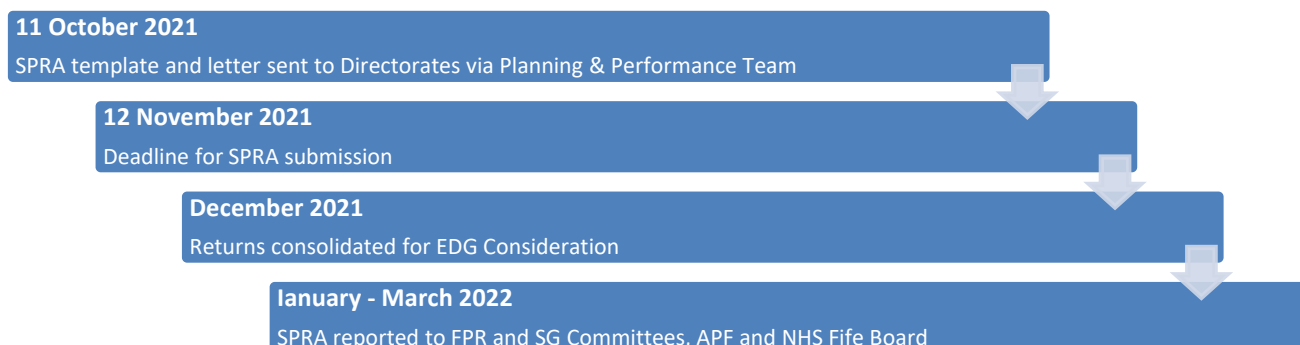 11 October 2021
SPRA template and letter sent to Directorates via Planning & Performance Team
12 November 2021
Deadline for SPRA submission
December 2021
Returns consolidated for EDG Consideration
January - March 2022
SPRA reported to FPR and SG Committees, APF and NHS Fife Board